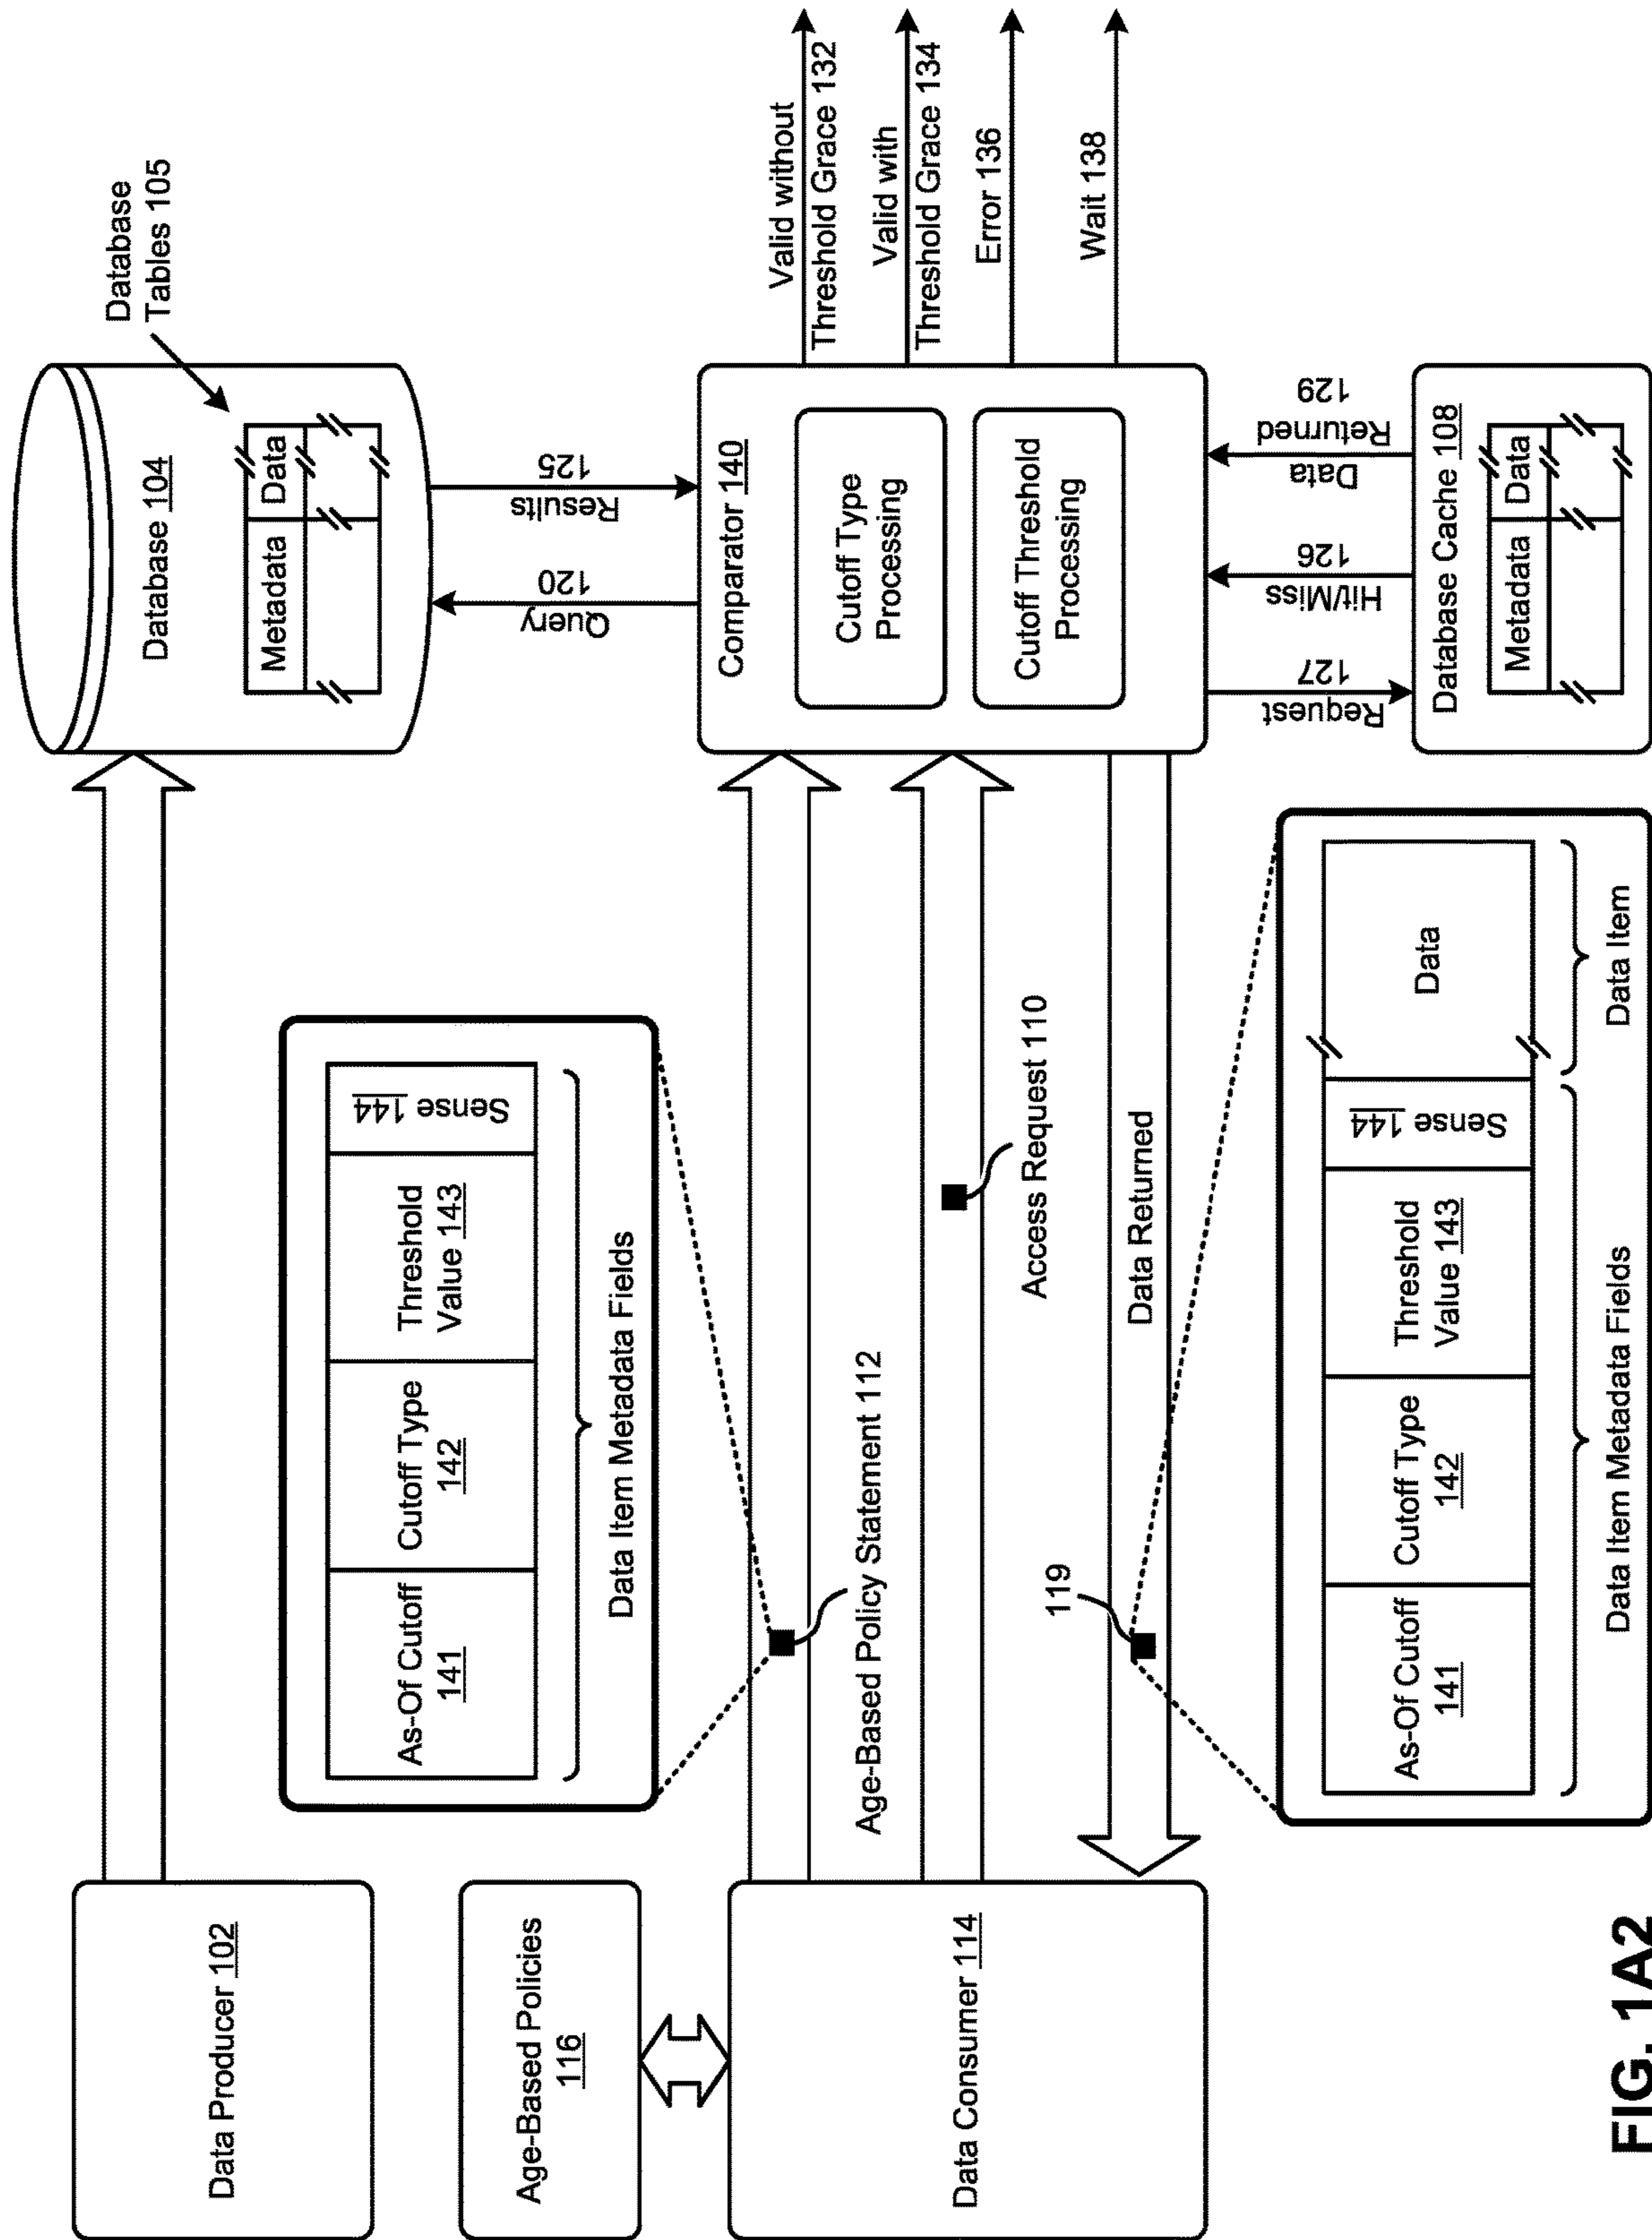 Data Producer 102
Age-Based Policies
116
Data Consumer 114
As-Of Cutoff
141
Cutoff Type
142
Threshold
Value 143
Sense 144
Data Item Metadata Fields
Age-Based Policy Statement 112
Access Request 110
Data Returned
119
As-Of Cutoff
141
Cutoff Type
142
Threshold
Value 143
Sense 144
Data
Data Item Metadata Fields
Data Item
Database 104
Metadata
Data
Database
Tables 105
Query
120
Results
125
Comparator 140
Cutoff Type
Processing
Cutoff Threshold
Processing
Valid without
Threshold Grace 132
Valid with
Threshold Grace 134
Error 136
Wait 138
Request
127
Hit/Miss
126
Data
Returned
129
Database Cache 108
Metadata
Data
FIG. 1A2